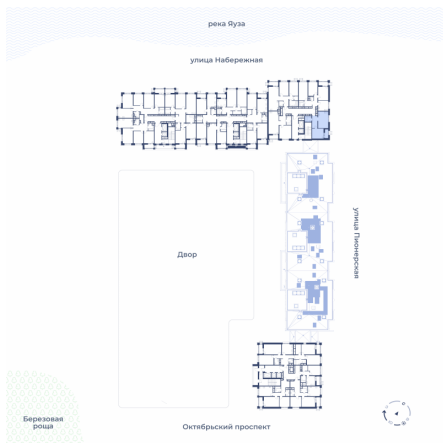 река Яуза
улица Набережная
улица Пионерская
Двор
Березовая
роща
Октябрьский проспект